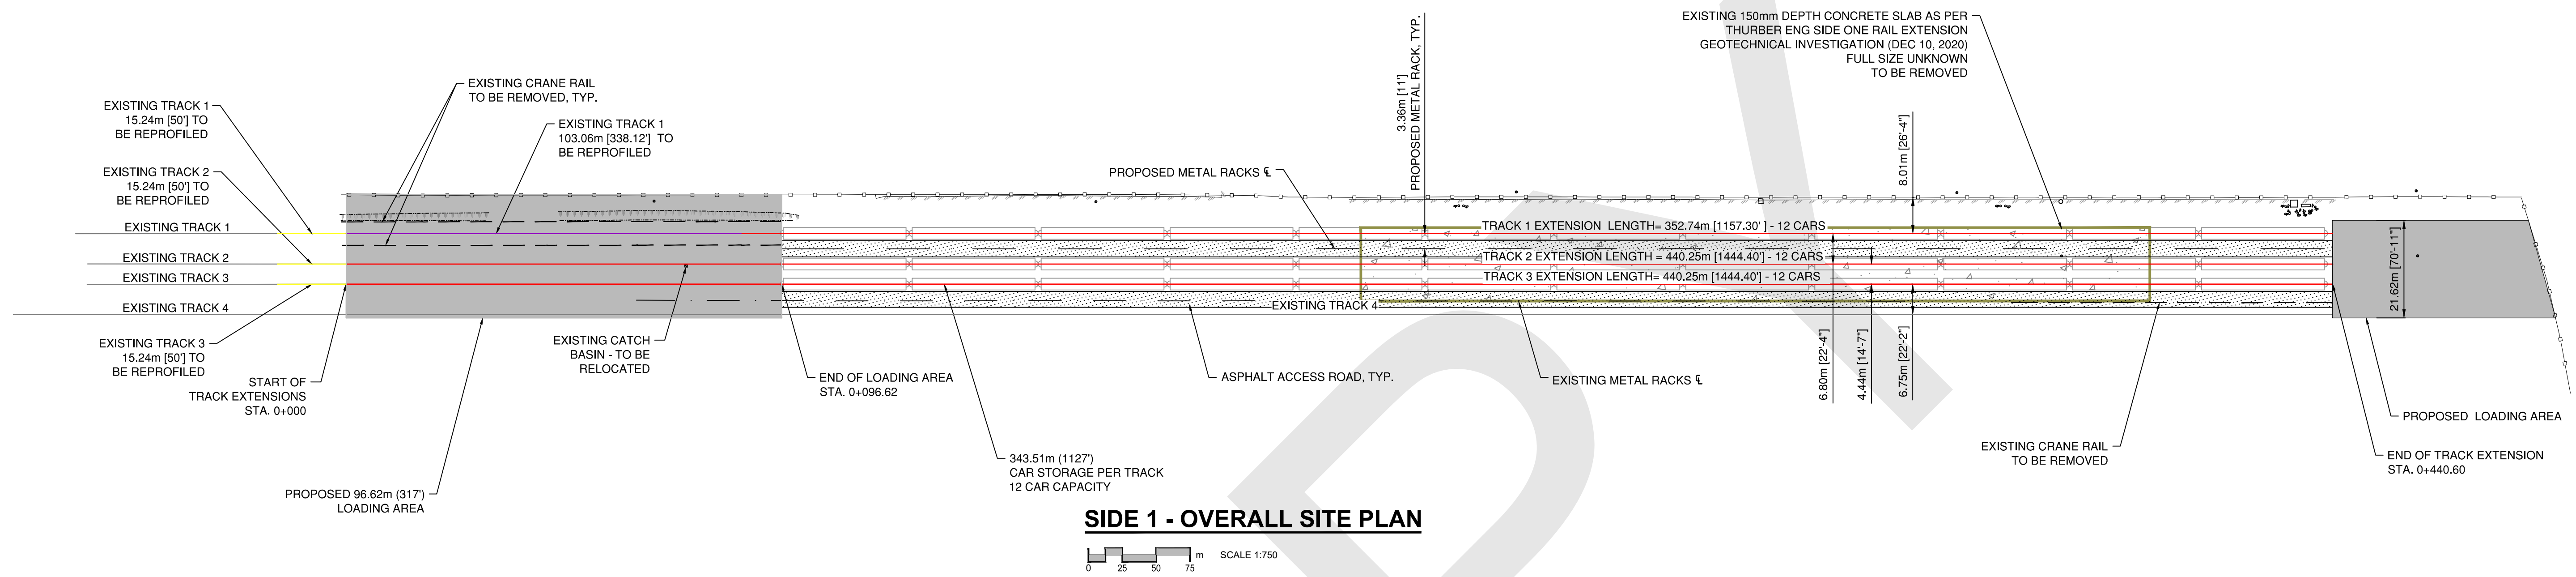 EXISTING TRACK 1
15.24m [50'] TO
BE REPROFILED
EXISTING TRACK 2
15.24m [50'] TO
BE REPROFILED
EXISTING TRACK 1
EXISTING TRACK 2
EXISTING TRACK 3
EXISTING TRACK 4
EXISTING TRACK 3
15.24m [50'] TO
BE REPROFILED
START OF
TRACK EXTENSIONS
STA. 0+000
PROPOSED 96.62m (317')
LOADING AREA
EXISTING CRANE RAIL
TO BE REMOVED, TYP.
EXISTING TRACK 1
103.06m [338.12'] TO
BE REPROFILED
EXISTING CATCH
BASIN - TO BE
RELOCATED
END OF LOADING AREA
STA. 0+096.62
343.51m (1127')
CAR STORAGE PER TRACK
12 CAR CAPACITY
PROPOSED METAL RACKS ℄
ASPHALT ACCESS ROAD, TYP.
EXISTING TRACK 4
3.36m [11']
PROPOSED METAL RACK, TYP.
EXISTING 150mm DEPTH CONCRETE SLAB AS PER
THURBER ENG SIDE ONE RAIL EXTENSION
GEOTECHNICAL INVESTIGATION (DEC 10, 2020)
FULL SIZE UNKNOWN
TO BE REMOVED
8.01m [26'-4"]
TRACK 1 EXTENSION LENGTH= 352.74m [1157.30' ] - 12 CARS
TRACK 2 EXTENSION LENGTH = 440.25m [1444.40'] - 12 CARS
TRACK 3 EXTENSION LENGTH= 440.25m [1444.40'] - 12 CARS
EXISTING METAL RACKS ℄
6.80m [22'-4"]
4.44m [14'-7"]
6.75m [22'-2"]
EXISTING CRANE RAIL
TO BE REMOVED
21.62m [70'-11"]
PROPOSED LOADING AREA
END OF TRACK EXTENSION
STA. 0+440.60
SIDE 1 - OVERALL SITE PLAN
0 25 50 75 m SCALE 1:750